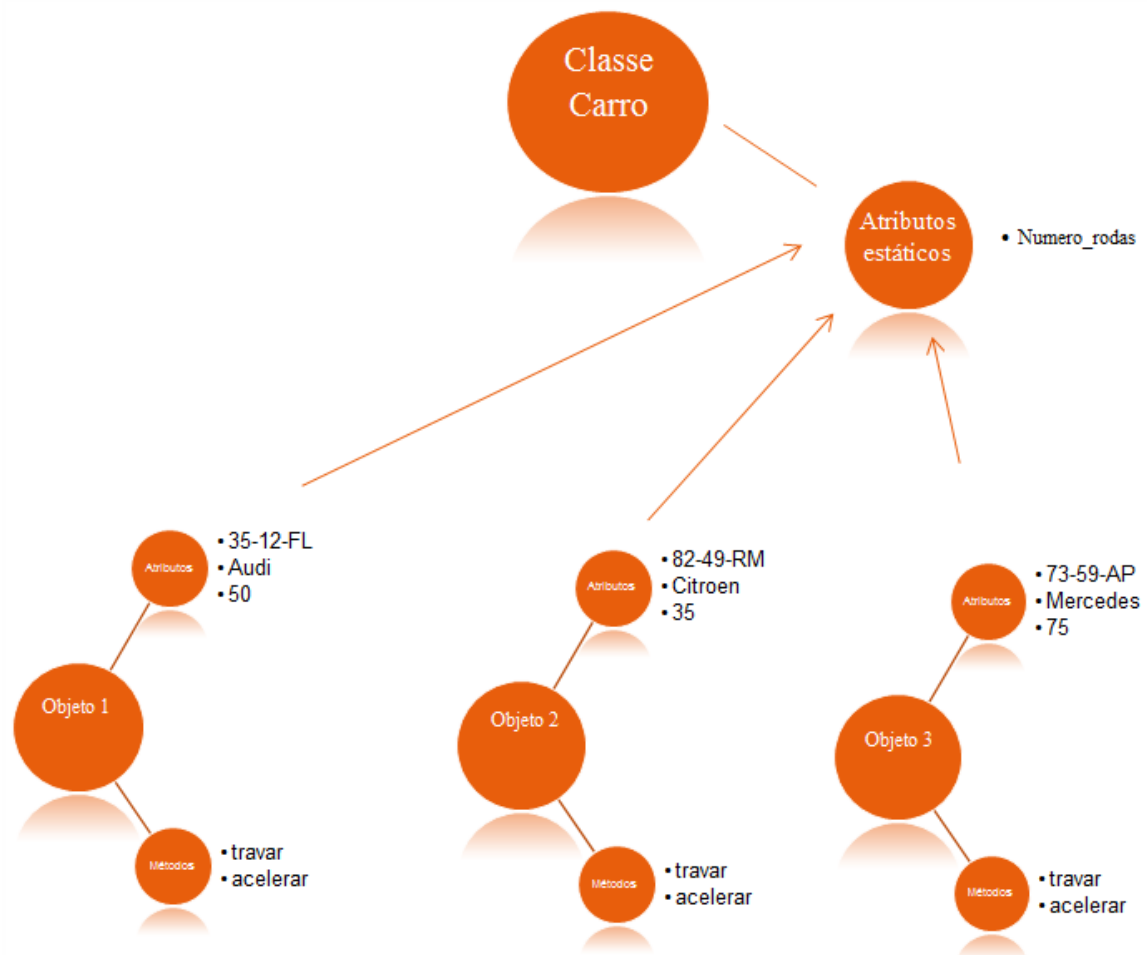 Classe
Carro
Atributos
estáticos
• Numero_rodas
Atributos
• 35-12-FL
• Audi
• 50
Objeto 1
Métodos
• travar
• acelerar
Atributos
• 82-49-RM
• Citroen
• 35
Objeto 2
Métodos
• travar
• acelerar
Atributos
• 73-59-AP
• Mercedes
• 75
Objeto 3
Métodos
• travar
• acelerar